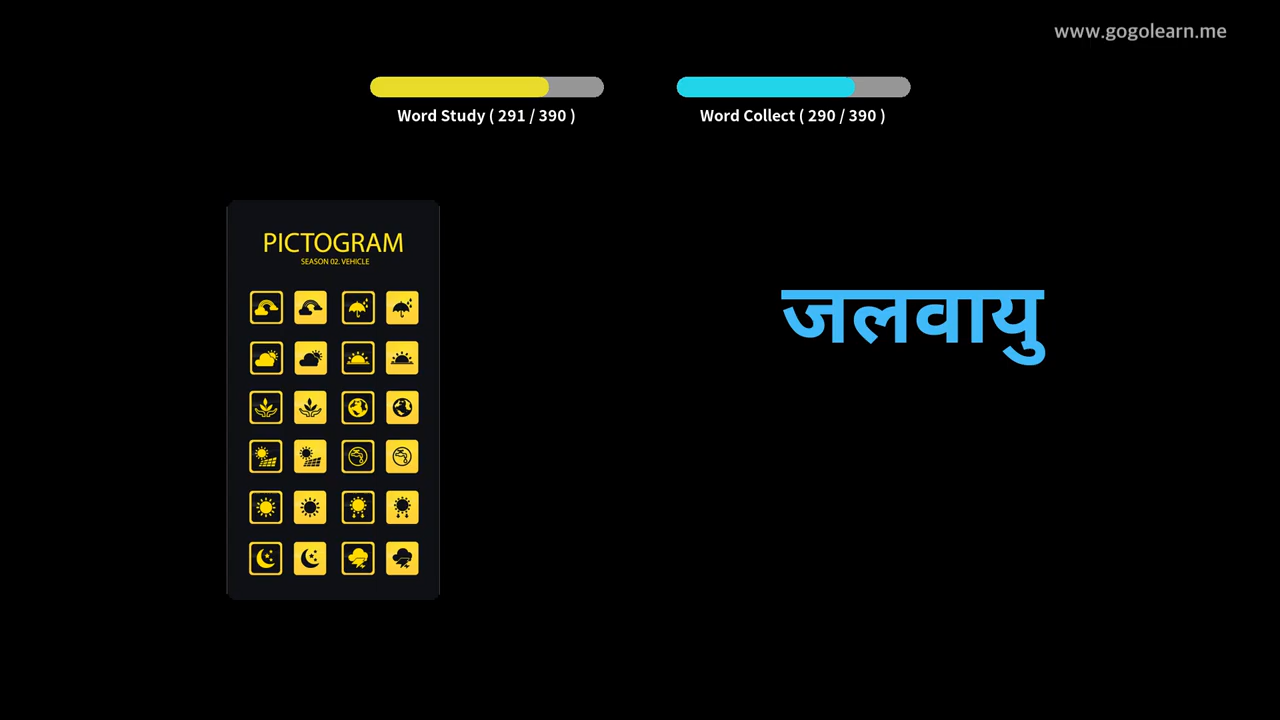 www.gogolearn.me
Word Study ( 291 / 390 )
Word Collect ( 290 / 390 )
PICTOGRAM
SEASON 02. VEHICLE
जलवायु